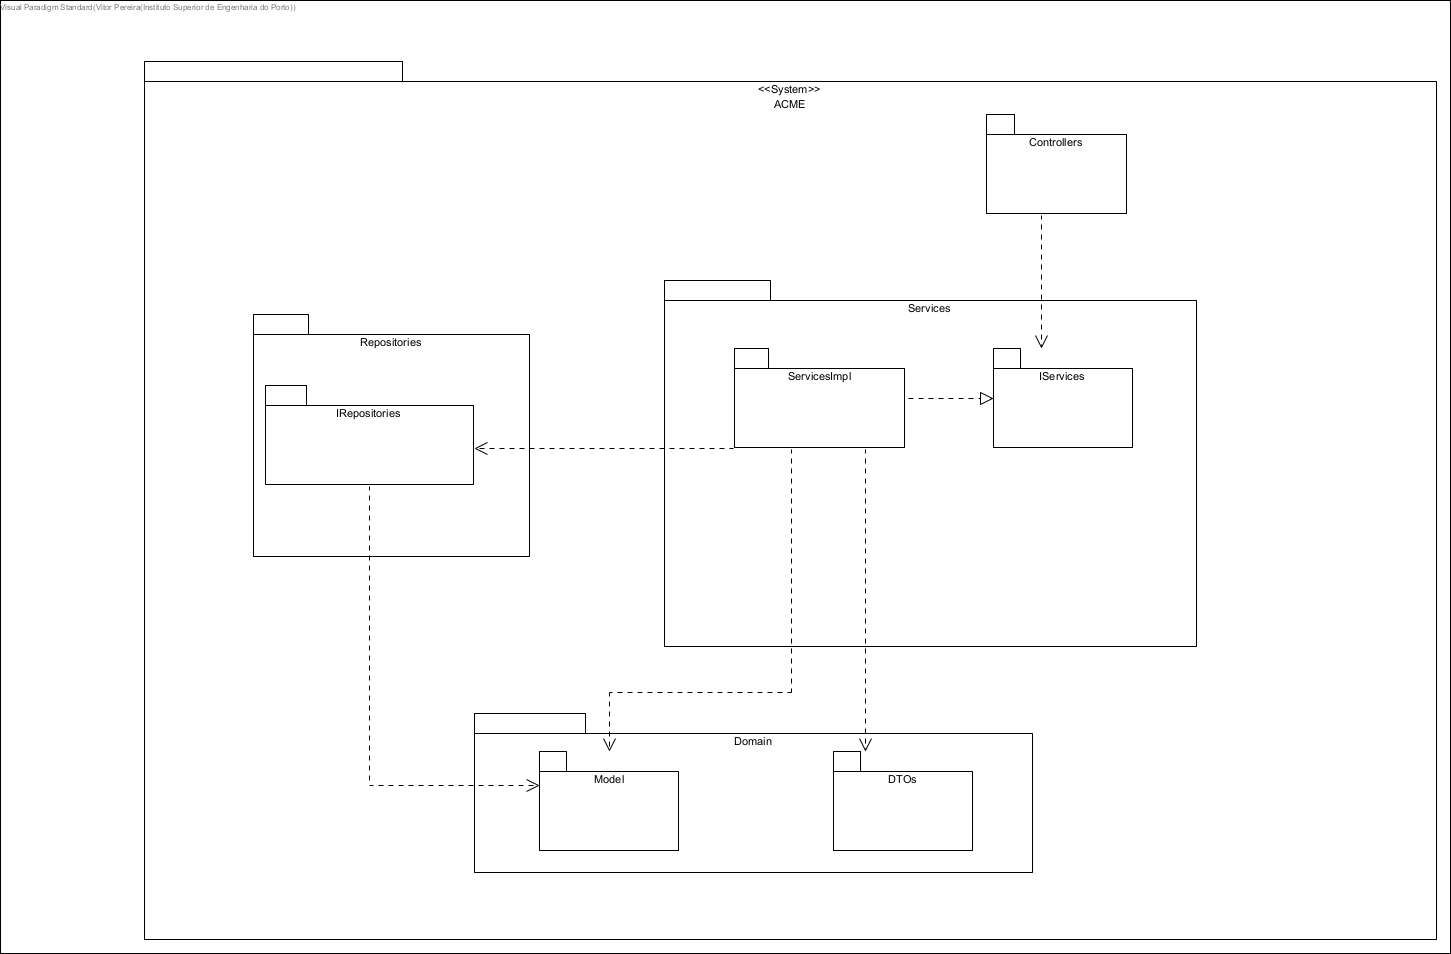 Visual Paradigm Standard(Vitor Pereira(Instituto Superior de Engenharia do Porto))
<<System>>
ACME
Controllers
Services
Repositories
ServicesImpl
IServices
IRepositories
Domain
Model
DTOs